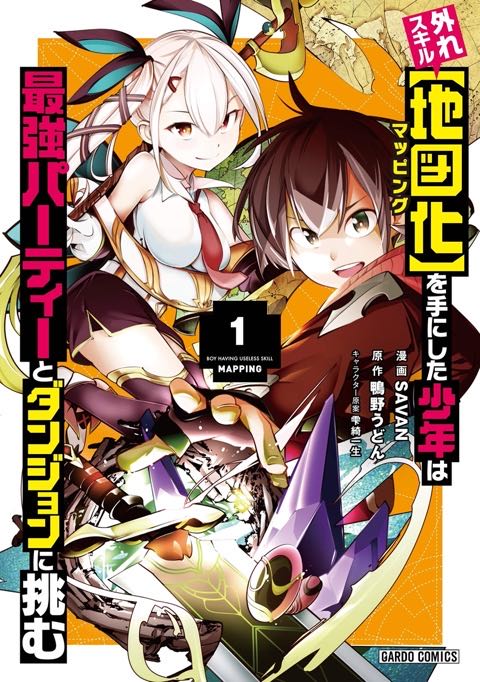 外れスキル
【地図化】
マッピング
を手にした少年は
最強パーティーとダンジョンに挑む
漫画 SAVAN
原作 鴨野うどん
キャラクター原案 雫綺一生
1
BOY HAVING USELESS SKILL
MAPPING
GARDO COMICS